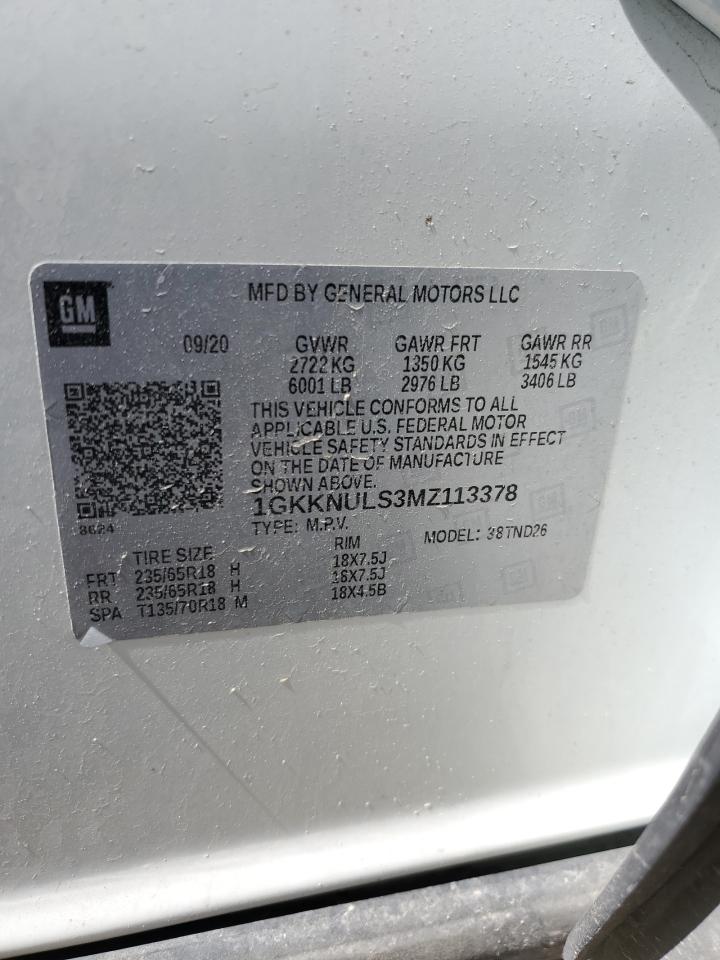 GM
MFD BY GENERAL MOTORS LLC
09/20 GVWR GAWR FRT GAWR RR
2722 KG 1350 KG 1545 KG
6001 LB 2976 LB 3406 LB
THIS VEHICLE CONFORMS TO ALL
APPLICABLE U.S. FEDERAL MOTOR
VEHICLE SAFETY STANDARDS IN EFFECT
ON THE DATE OF MANUFACTURE
SHOWN ABOVE.
1GKKNULS3MZ113378
8624
TYPE: M.P.V. MODEL: 38TND26
TIRE SIZE RIM
FRT 235/65R18 H 18X7.5J
RR 235/65R18 H 18X7.5J
SPA T135/70R18 M 18X4.5B